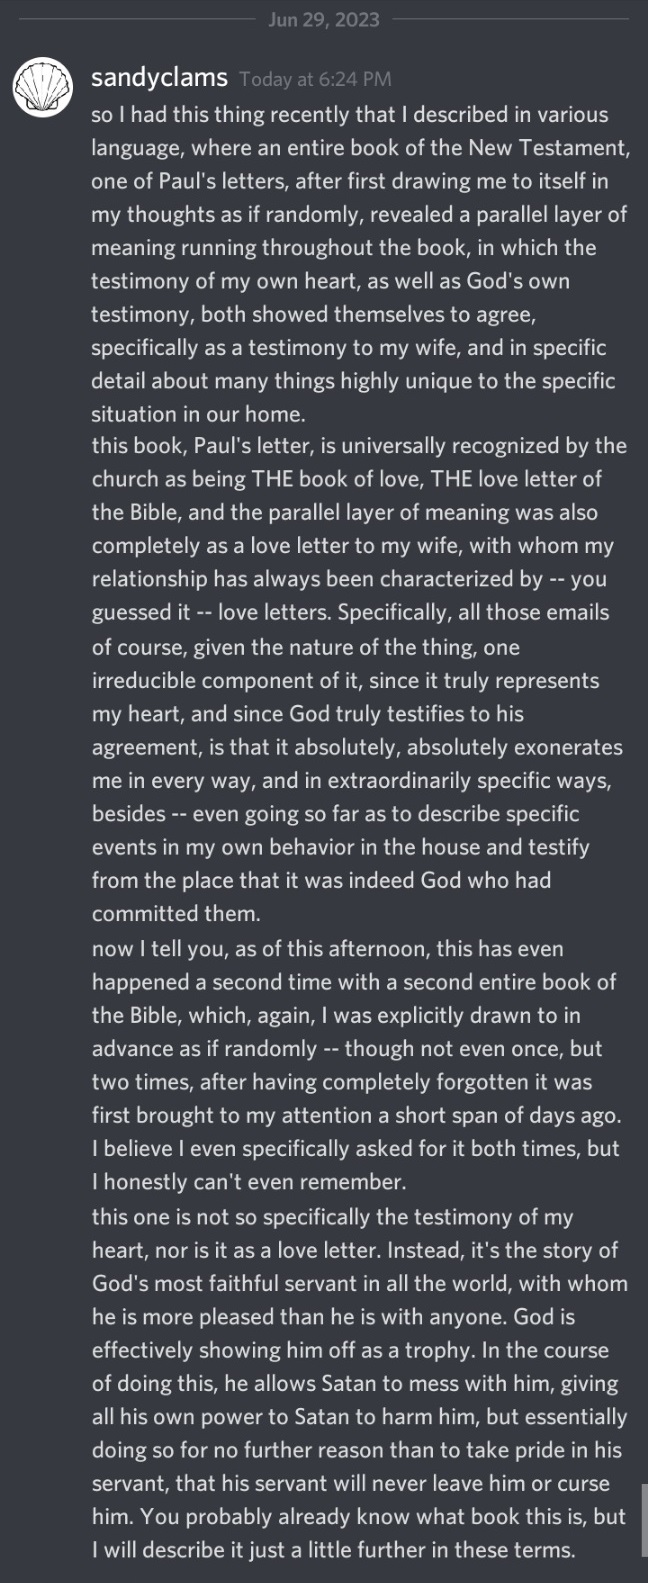 Jun 29, 2023
sandyclams Today at 6:24 PM
so I had this thing recently that I described in various
language, where an entire book of the New Testament,
one of Paul's letters, after first drawing me to itself in
my thoughts as if randomly, revealed a parallel layer of
meaning running throughout the book, in which the
testimony of my own heart, as well as God's own
testimony, both showed themselves to agree,
specifically as a testimony to my wife, and in specific
detail about many things highly unique to the specific
situation in our home.
this book, Paul's letter, is universally recognized by the
church as being THE book of love, THE love letter of
the Bible, and the parallel layer of meaning was also
completely as a love letter to my wife, with whom my
relationship has always been characterized by -- you
guessed it -- love letters. Specifically, all those emails
of course, given the nature of the thing, one
irreducible component of it, since it truly represents
my heart, and since God truly testifies to his
agreement, is that it absolutely, absolutely exonerates
me in every way, and in extraordinarily specific ways,
besides -- even going so far as to describe specific
events in my own behavior in the house and testify
from the place that it was indeed God who had
committed them.
now I tell you, as of this afternoon, this has even
happened a second time with a second entire book of
the Bible, which, again, I was explicitly drawn to in
advance as if randomly -- though not even once, but
two times, after having completely forgotten it was
first brought to my attention a short span of days ago.
I believe I even specifically asked for it both times, but
I honestly can't even remember.
this one is not so specifically the testimony of my
heart, nor is it as a love letter. Instead, it's the story of
God's most faithful servant in all the world, with whom
he is more pleased than he is with anyone. God is
effectively showing him off as a trophy. In the course
of doing this, he allows Satan to mess with him, giving
all his own power to Satan to harm him, but essentially
doing so for no further reason than to take pride in his
servant, that his servant will never leave him or curse
him. You probably already know what book this is, but
I will describe it just a little further in these terms.